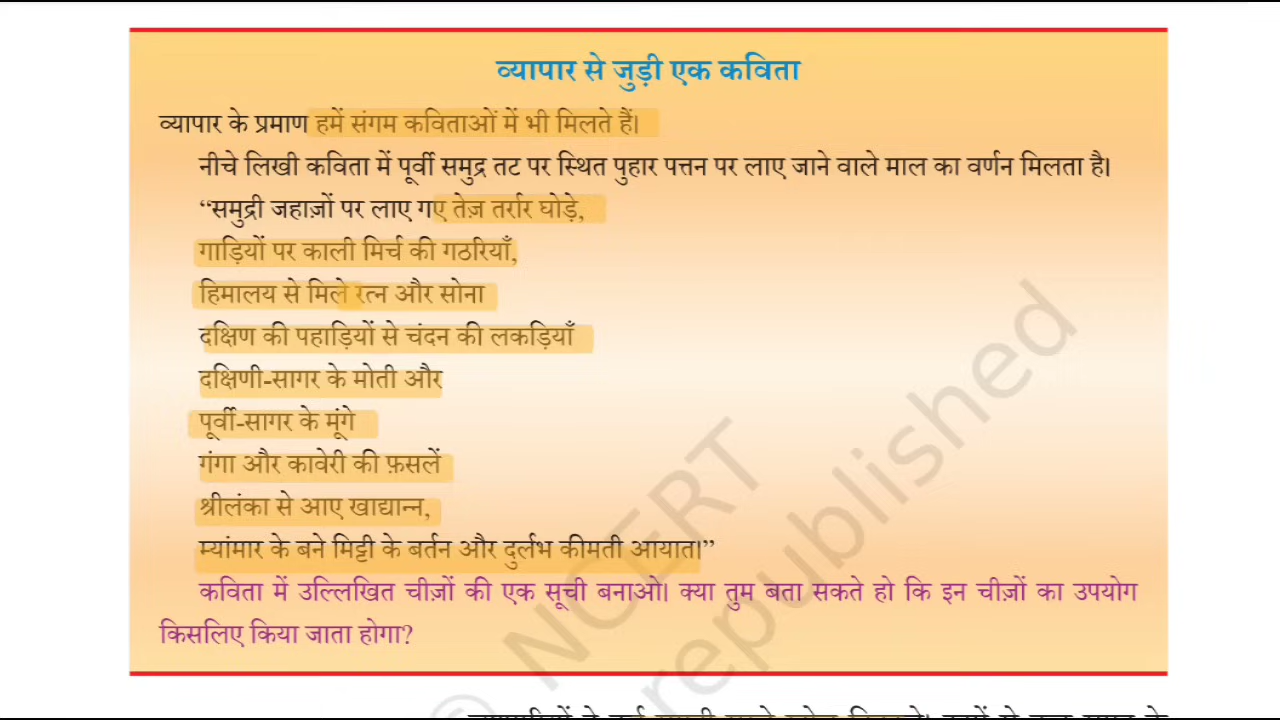 व्यापार से जुड़ी एक कविता
व्यापार के प्रमाण हमें संगम कविताओं में भी मिलते हैं।
नीचे लिखी कविता में पूर्वी समुद्र तट पर स्थित पुहार पत्तन पर लाए जाने वाले माल का वर्णन मिलता है।
“समुद्री जहाज़ों पर लाए गए तेज़ तर्रार घोड़े,
गाड़ियों पर काली मिर्च की गठरियाँ,
हिमालय से मिले रत्न और सोना
दक्षिण की पहाड़ियों से चंदन की लकड़ियाँ
दक्षिणी-सागर के मोती और
पूर्वी-सागर के मूंगे
गंगा और कावेरी की फ़सलें
श्रीलंका से आए खाद्यान्न,
म्यांमार के बने मिट्टी के बर्तन और दुर्लभ कीमती आयात।”
कविता में उल्लिखित चीज़ों की एक सूची बनाओ। क्या तुम बता सकते हो कि इन चीज़ों का उपयोग
किसलिए किया जाता होगा?
© NCERT
republished